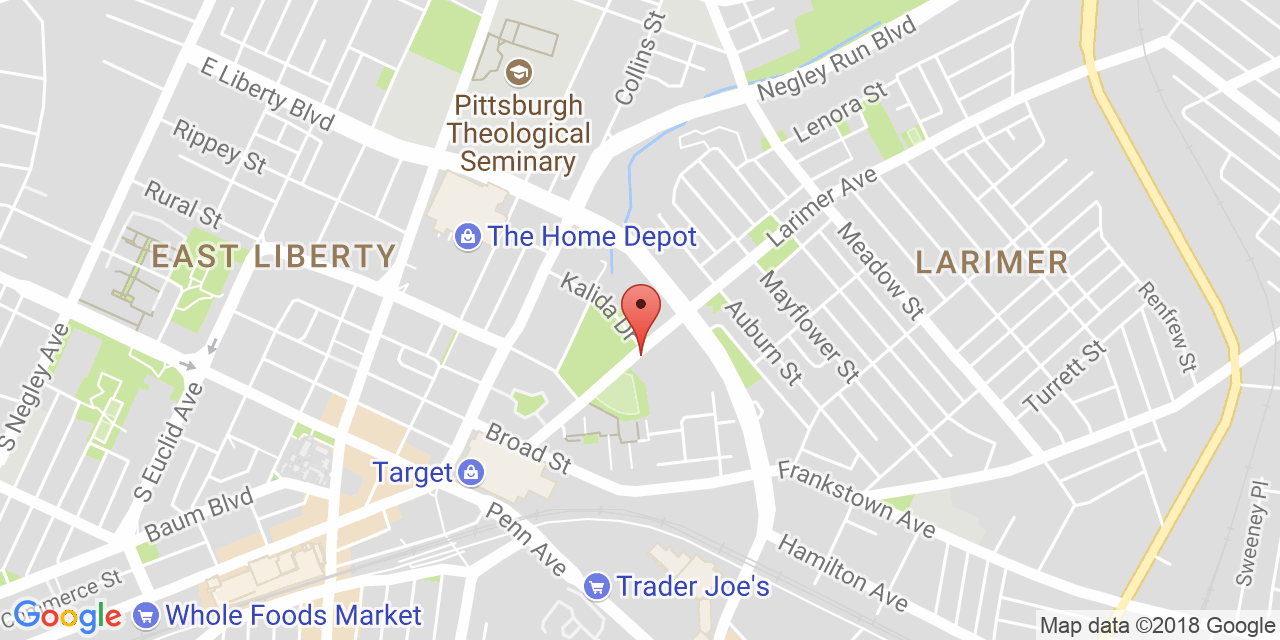 Collins St
Negley Run Blvd
E Liberty Blvd
Pittsburgh
Theological
Seminary
Lenora St
Rippey St
Larimer Ave
Rural St
The Home Depot
EAST LIBERTY
LARIMER
Meadow St
Kalida Dr
Mayflower St
Auburn St
Renfrew St
S Negley Ave
S Euclid Ave
Turrett St
Broad St
Target
Frankstown Ave
Baum Blvd
Penn Ave
Sweeney Pl
Hamilton Ave
Commerce St
Trader Joe's
Google
Whole Foods Market
Map data ©2018 Google